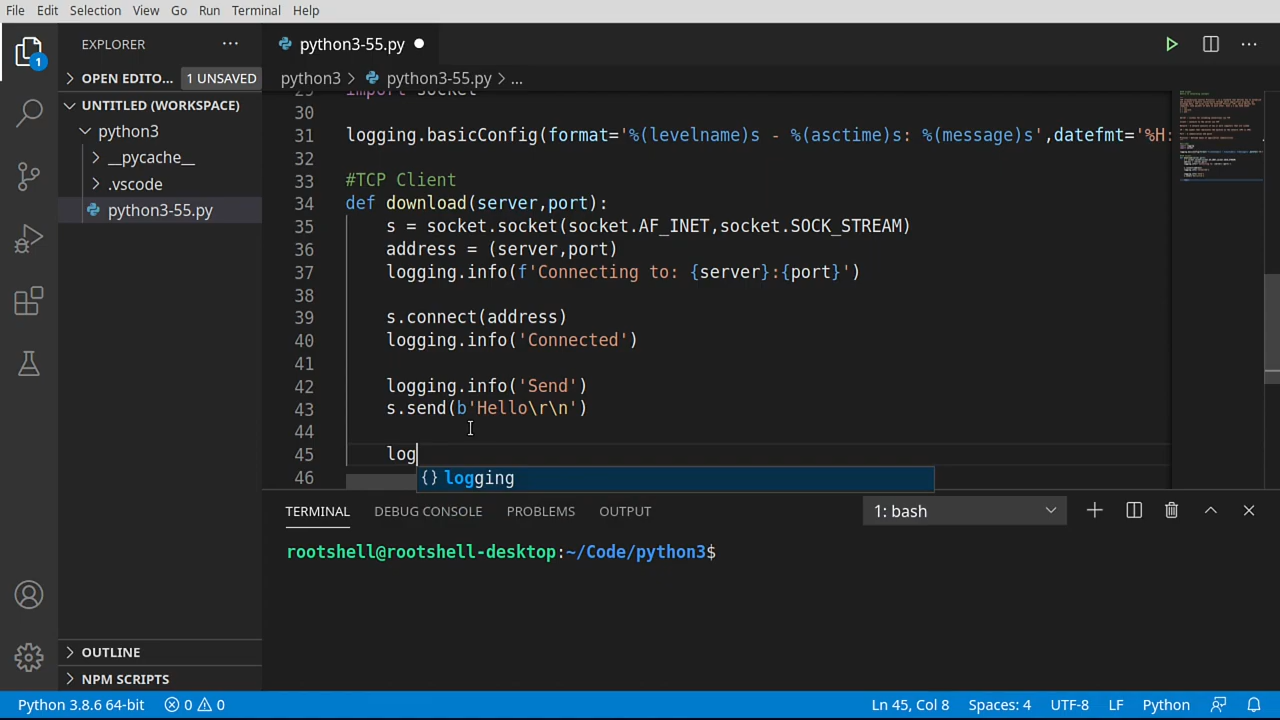 File Edit Selection View Go Run Terminal Help
EXPLORER
python3-55.py
1
OPEN EDITO... 1 UNSAVED
python3 > python3-55.py > ...
UNTITLED (WORKSPACE)
python3
__pycache__
.vscode
python3-55.py
29 import socket
30
31 logging.basicConfig(format='%(levelname)s - %(asctime)s: %(message)s',datefmt='%H:
32
33 #TCP Client
34 def download(server,port):
35 s = socket.socket(socket.AF_INET,socket.SOCK_STREAM)
36 address = (server,port)
37 logging.info(f'Connecting to: {server}:{port}')
38
39 s.connect(address)
40 logging.info('Connected')
41
42 logging.info('Send')
43 s.send(b'Hello\r\n')
44
45 log
46
{} logging
TERMINAL DEBUG CONSOLE PROBLEMS OUTPUT 1: bash
rootshell@rootshell-desktop:~/Code/python3$
OUTLINE
NPM SCRIPTS
Python 3.8.6 64-bit 0 0 Ln 45, Col 8 Spaces: 4 UTF-8 LF Python